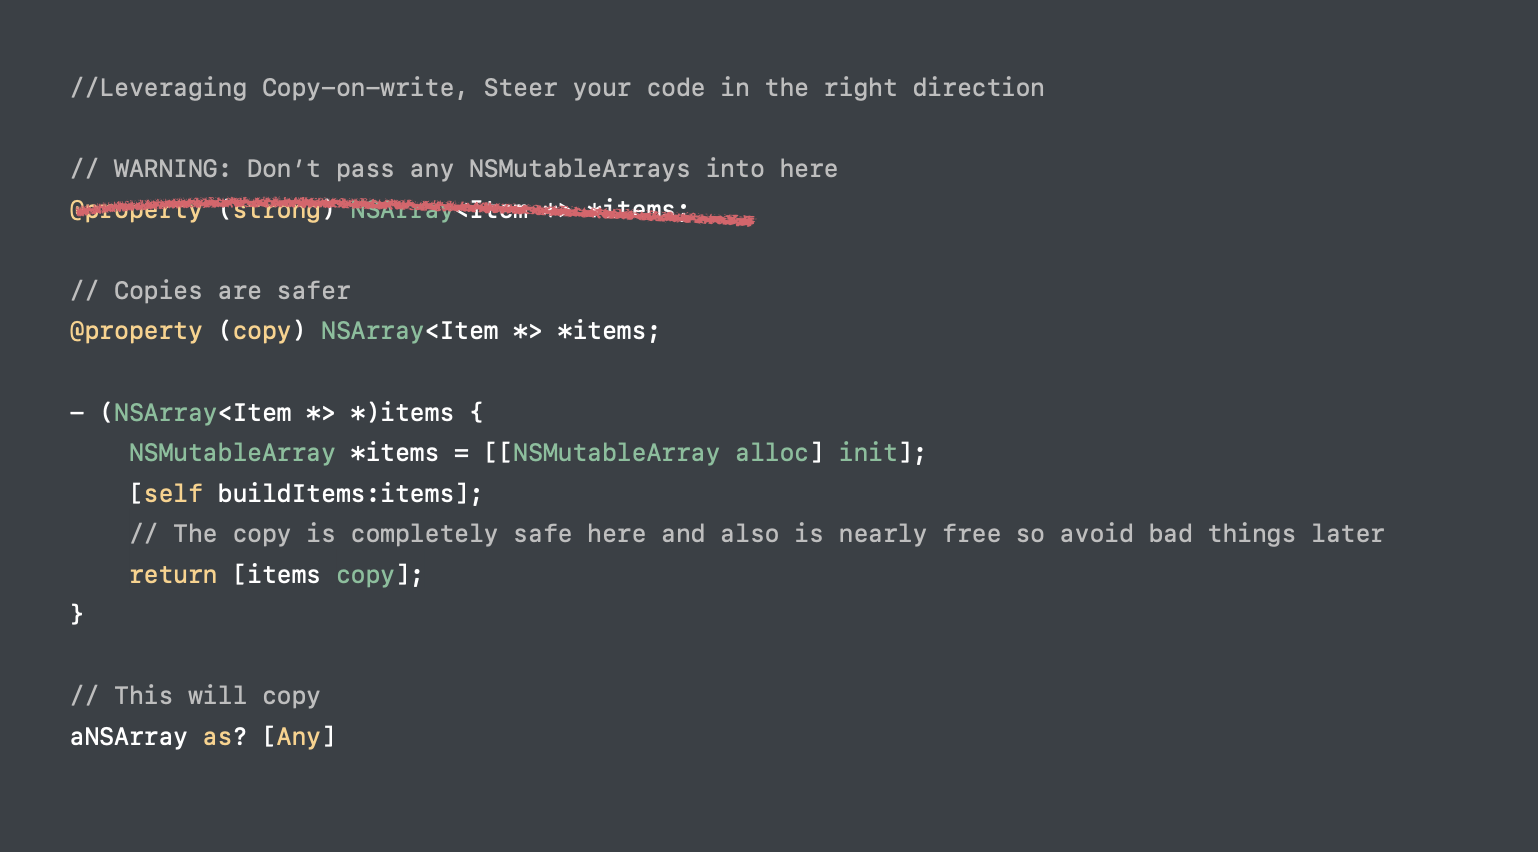 //Leveraging Copy-on-write, Steer your code in the right direction
// WARNING: Don't pass any NSMutableArrays into here
@property (strong) NSArray<Item *> *items;
// Copies are safer
@property (copy) NSArray<Item *> *items;
- (NSArray<Item *> *)items {
NSMutableArray *items = [[NSMutableArray alloc] init];
[self buildItems:items];
// The copy is completely safe here and also is nearly free so avoid bad things later
return [items copy];
}
// This will copy
aNSArray as? [Any]